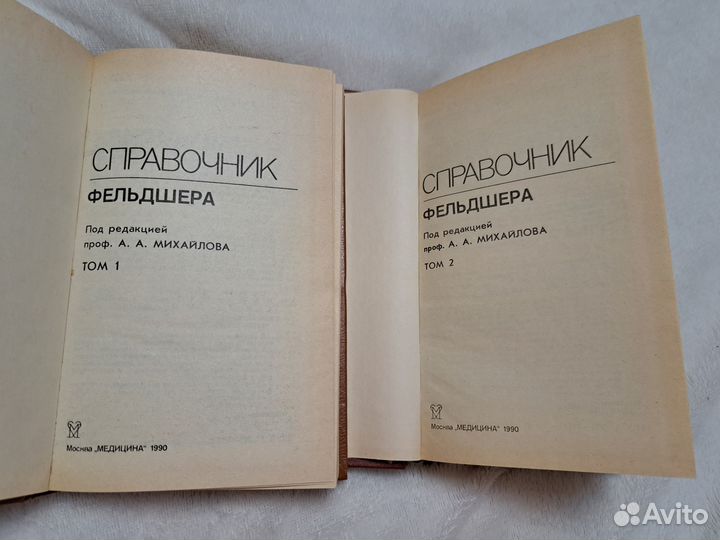 СПРАВОЧНИК
ФЕЛЬДШЕРА
Под редакцией
проф. А. А. МИХАЙЛОВА
ТОМ 1
Москва „МЕДИЦИНА" 1990
СПРАВОЧНИК
ФЕЛЬДШЕРА
Под редакцией
проф. А. А. МИХАЙЛОВА
ТОМ 2
Москва „МЕДИЦИНА" 1990
Avito